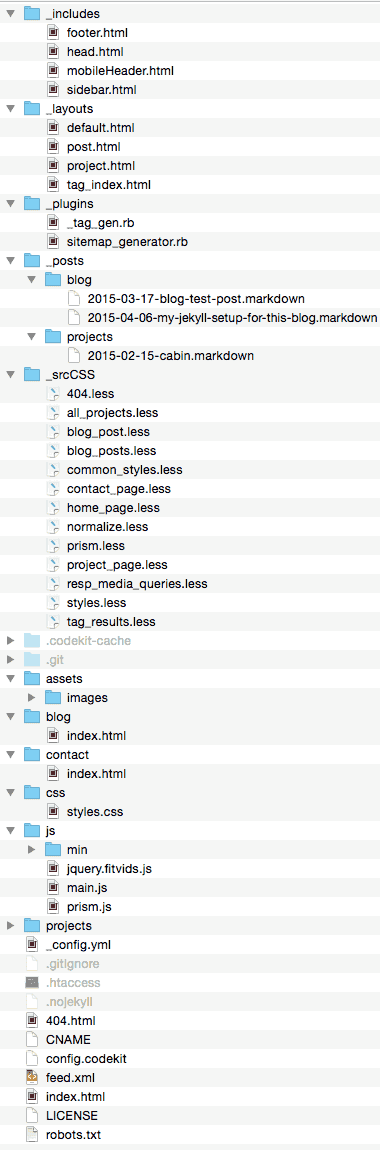 _includes
footer.html
head.html
mobileHeader.html
sidebar.html
_layouts
default.html
post.html
project.html
tag_index.html
_plugins
_tag_gen.rb
sitemap_generator.rb
_posts
blog
2015-03-17-blog-test-post.markdown
2015-04-06-my-jekyll-setup-for-this-blog.markdown
projects
2015-02-15-cabin.markdown
_srcCSS
404.less
all_projects.less
blog_post.less
blog_posts.less
common_styles.less
contact_page.less
home_page.less
normalize.less
prism.less
project_page.less
resp_media_queries.less
styles.less
tag_results.less
.codekit-cache
.git
assets
images
blog
index.html
contact
index.html
css
styles.css
js
min
jquery.fitvids.js
main.js
prism.js
projects
_config.yml
.gitignore
.htaccess
.nojekyll
404.html
CNAME
config.codekit
feed.xml
index.html
LICENSE
robots.txt